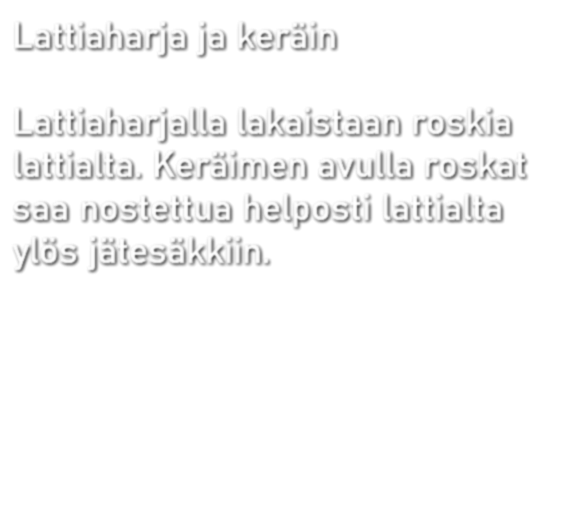 Lattiaharja ja keräin
Lattiaharjalla lakaistaan roskia
lattialta. Keräimen avulla roskat
saa nostettua helposti lattialta
ylös jätesäkkiin.